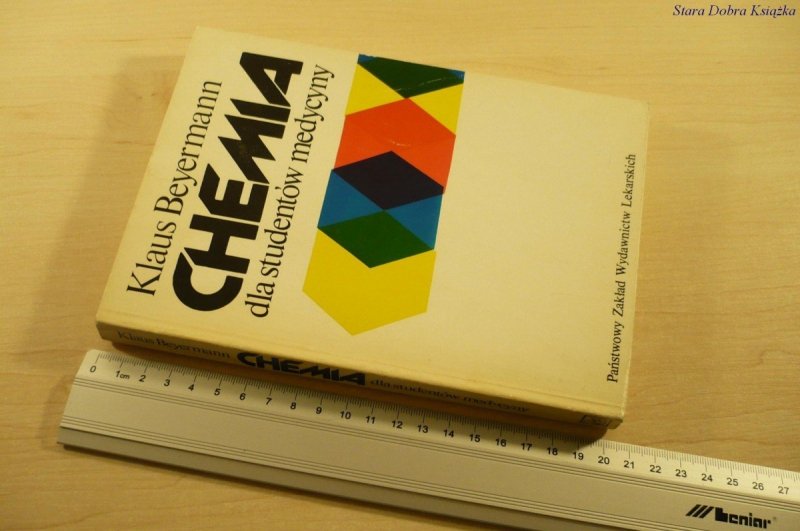 Stara Dobra Książka
Klaus Beyermann
CHEMIA
dla studentów medycyny
Państwowy Zakład Wydawnictw Lekarskich
Klaus Beyermann CHEMIA dla studentów medycyny
0 1cm 2 3 4 5 6 7 8 9 10 11 12 13 14 15 16 17 18 19 20 21 22 23 24 25 26 27
leniar